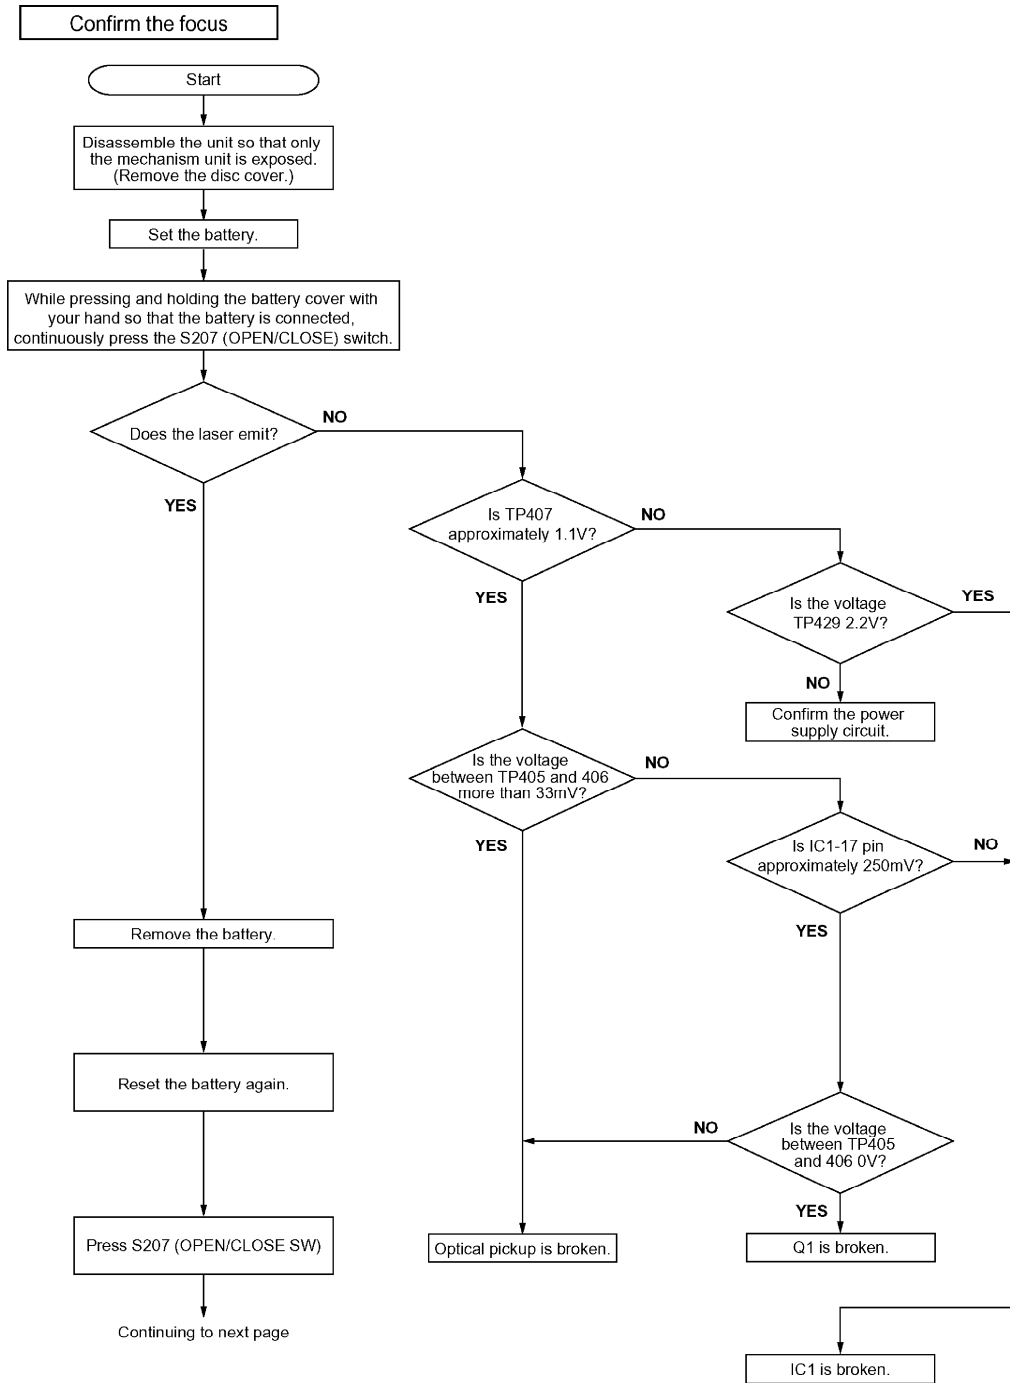 Confirm the focus
Start
Disassemble the unit so that only
the mechanism unit is exposed.
(Remove the disc cover.)
Set the battery.
While pressing and holding the battery cover with
your hand so that the battery is connected,
continuously press the S207 (OPEN/CLOSE) switch.
Does the laser emit?
NO
YES
Is TP407
approximately 1.1V?
NO
YES
Is the voltage
TP429 2.2V?
YES
NO
Confirm the power
supply circuit.
Is the voltage
between TP405 and 406
more than 33mV?
NO
YES
Is IC1-17 pin
approximately 250mV?
NO
YES
Remove the battery.
Reset the battery again.
Is the voltage
between TP405
and 406 0V?
NO
YES
Press S207 (OPEN/CLOSE SW)
Optical pickup is broken.
Q1 is broken.
Continuing to next page
IC1 is broken.